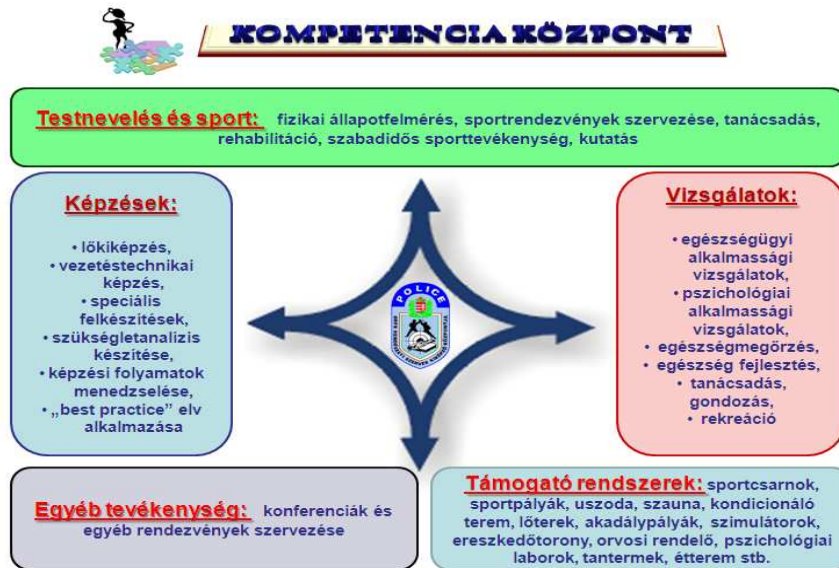 KOMPETENCIA KÖZPONT
Testnevelés és sport: fizikai állapotfelmérés, sportrendezvények szervezése, tanácsadás,
rehabilitáció, szabadidős sporttevékenység, kutatás
Képzések:
• lőkiképzés,
• vezetéstechnikai
képzés,
• speciális
felkészítések,
• szükségletanalízis
készítése,
• képzési folyamatok
menedzselése,
• „best practice” elv
alkalmazása
POLICE
Vizsgálatok:
• egészségügyi
alkalmassági
vizsgálatok,
• pszichológiai
alkalmassági
vizsgálatok,
• egészségmegőrzés,
• egészség fejlesztés,
• tanácsadás,
gondozás,
• rekreáció
Egyéb tevékenység: konferenciák és
egyéb rendezvények szervezése
Támogató rendszerek: sportcsarnok,
sportpályák, uszoda, szauna, kondicionáló
terem, lőterek, akadálypályák, szimulátorok,
ereszkedőtorony, orvosi rendelő, pszichológiai
laborok, tantermek, étterem stb.